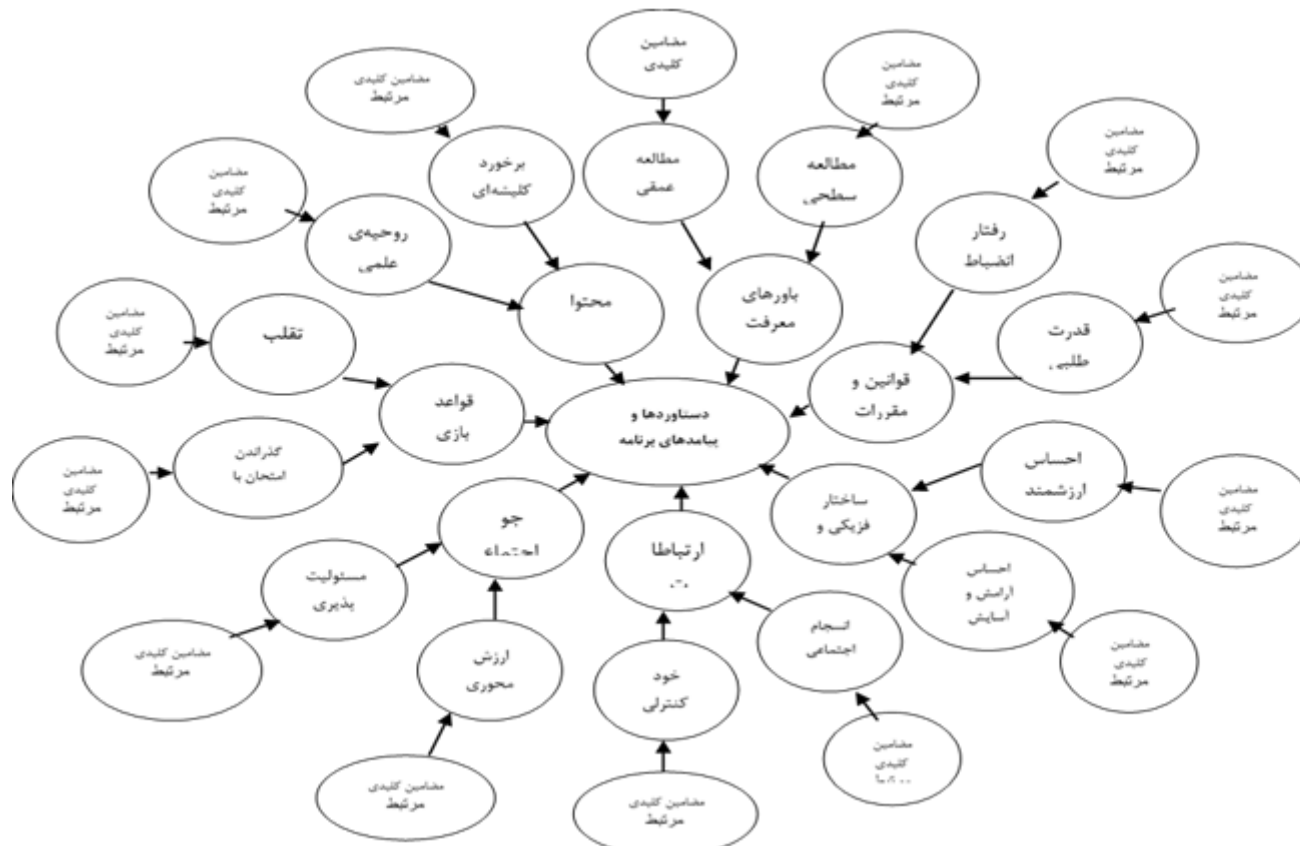 مضامین
کلیدی
مضامین کلیدی
مرتبط
مضامین
کلیدی
مرتبط
مضامین
کلیدی
مرتبط
برخورد
کلیشه‌ای
مطالعه
عمقی
مطالعه
سطحی
مضامین
کلیدی
مرتبط
روحیه‌ی
علمی
رفتار
انضباط
محتوا
باورهای
معرفت
مضامین
کلیدی
مرتبط
مضامین
کلیدی
مرتبط
تقلب
قدرت
طلبی
قوانین و
مقررات
قواعد
بازی
دستاوردها و
پیامدهای برنامه
گذراندن
امتحان با
مضامین
کلیدی
مرتبط
احساس
ارزشمند
مضامین
کلیدی
مرتبط
ساختار
فزیکی و
جو
ارتباطا
احساس
آرامش و
آسایش
مسئولیت
پذیری
انسجام
اجتماعی
مضامین کلیدی
مرتبط
ارزش
محوری
خود
کنترلی
مضامین
کلیدی
مرتبط
مضامین
کلیدی
مضامین کلیدی
مرتبط
مضامین کلیدی
مرتبط